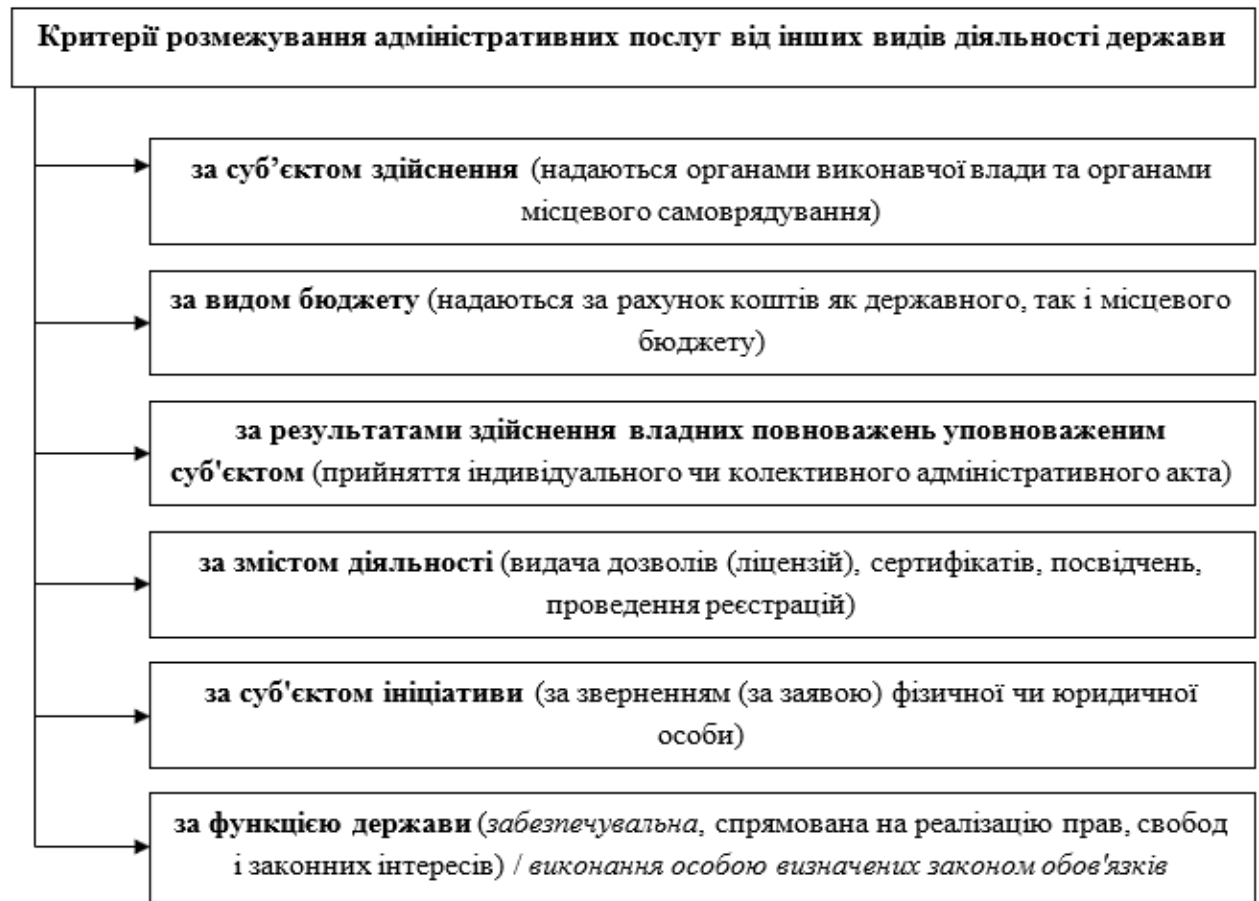 Критерії розмежування адміністративних послуг від інших видів діяльності держави
за суб’єктом здійснення (надаються органами виконавчої влади та органами
місцевого самоврядування)
за видом бюджету (надаються за рахунок коштів як державного, так і місцевого
бюджету)
за результатами здійснення владних повноважень уповноваженим
суб'єктом (прийняття індивідуального чи колективного адміністративного акта)
за змістом діяльності (видача дозволів (ліцензій), сертифікатів, посвідчень,
проведення реєстрацій)
за суб'єктом ініціативи (за зверненням (за заявою) фізичної чи юридичної
особи)
за функцією держави (забезпечувальна, спрямована на реалізацію прав, свобод
і законних інтересів) / виконання особою визначених законом обов'язків